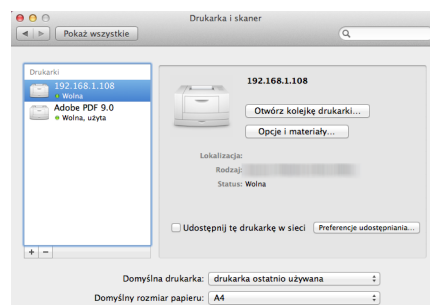 Drukarka i skaner
Pokaż wszystkie
Drukarki
192.168.1.108
Wolna
Adobe PDF 9.0
Wolna, użyta
192.168.1.108
Otwórz kolejkę drukarki...
Opcje i materiały...
Lokalizacja:
Rodzaj:
Status: Wolna
Udostępnij tę drukarkę w sieci
Preferencje udostępniania...
+ −
Domyślna drukarka: drukarka ostatnio używana
Domyślny rozmiar papieru: A4